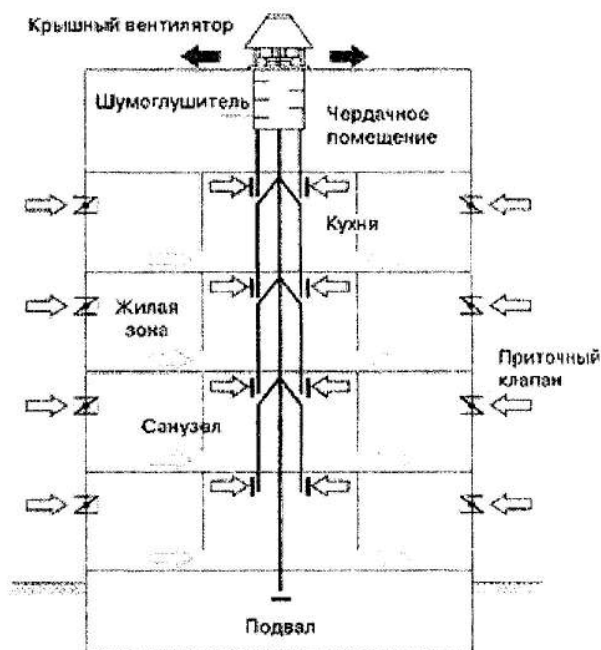 Крышный вентилятор
Шумоглушитель
Чердачное
помещение
Кухня
Жилая
зона
Приточный
клапан
Санузел
Подвал